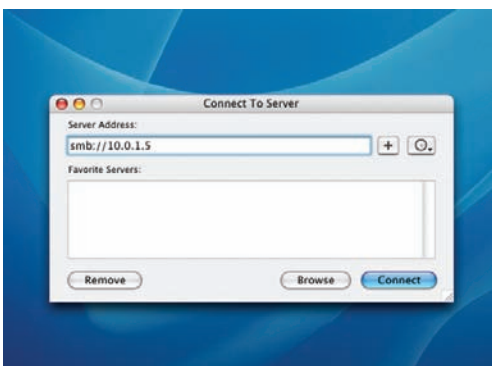 Connect To Server
Server Address:
smb://10.0.1.5
+
Favorite Servers:
Remove
Browse
Connect